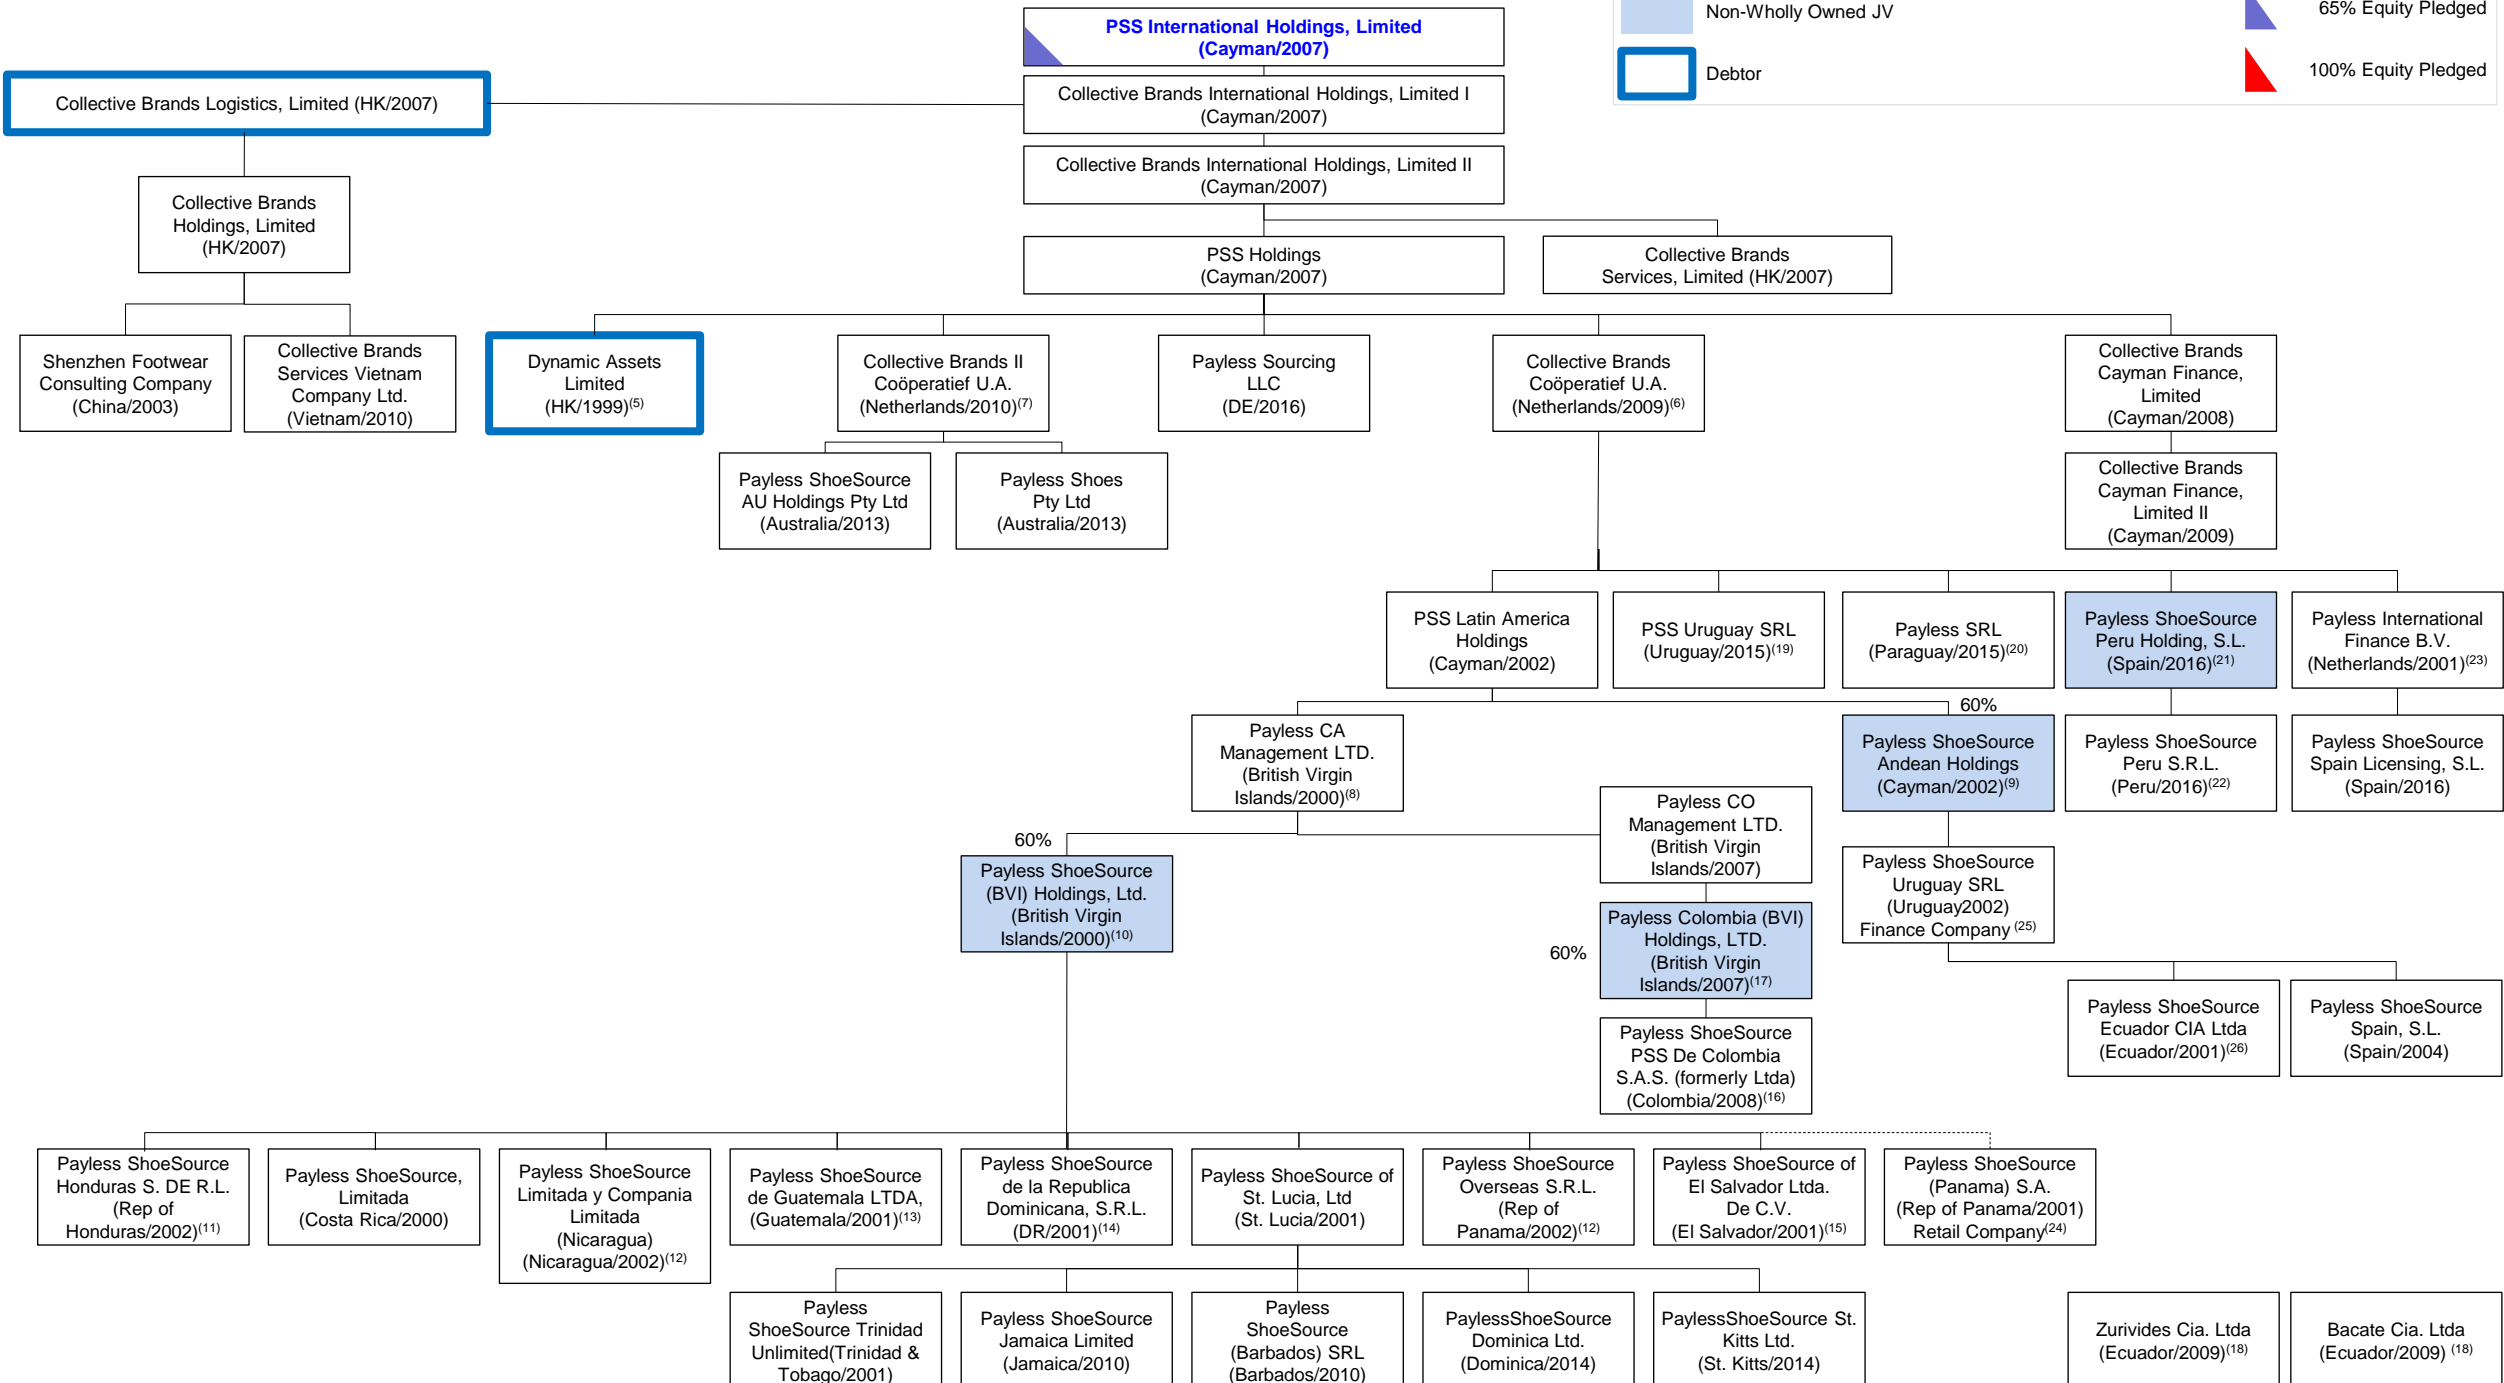 Non-Wholly Owned JV
65% Equity Pledged
Debtor
100% Equity Pledged
PSS International Holdings, Limited
(Cayman/2007)
Collective Brands Logistics, Limited (HK/2007)
Collective Brands International Holdings, Limited I
(Cayman/2007)
Collective Brands International Holdings, Limited II
(Cayman/2007)
Collective Brands
Holdings, Limited
(HK/2007)
PSS Holdings
(Cayman/2007)
Collective Brands
Services, Limited (HK/2007)
Shenzhen Footwear
Consulting Company
(China/2003)
Collective Brands
Services Vietnam
Company Ltd.
(Vietnam/2010)
Dynamic Assets
Limited
(HK/1999)(5)
Collective Brands II
Coöperatief U.A.
(Netherlands/2010)(7)
Payless Sourcing
LLC
(DE/2016)
Collective Brands
Coöperatief U.A.
(Netherlands/2009)(6)
Collective Brands
Cayman Finance,
Limited
(Cayman/2008)
Payless ShoeSource
AU Holdings Pty Ltd
(Australia/2013)
Payless Shoes
Pty Ltd
(Australia/2013)
Collective Brands
Cayman Finance,
Limited II
(Cayman/2009)
PSS Latin America
Holdings
(Cayman/2002)
PSS Uruguay SRL
(Uruguay/2015)(19)
Payless SRL
(Paraguay/2015)(20)
Payless ShoeSource
Peru Holding, S.L.
(Spain/2016)(21)
Payless International
Finance B.V.
(Netherlands/2001)(23)
60%
Payless CA
Management LTD.
(British Virgin
Islands/2000)(8)
Payless ShoeSource
Andean Holdings
(Cayman/2002)(9)
Payless ShoeSource
Peru S.R.L.
(Peru/2016)(22)
Payless ShoeSource
Spain Licensing, S.L.
(Spain/2016)
60%
Payless CO
Management LTD.
(British Virgin
Islands/2007)
Payless ShoeSource
(BVI) Holdings, Ltd.
(British Virgin
Islands/2000)(10)
Payless ShoeSource
Uruguay SRL
(Uruguay2002)
Finance Company (25)
60%
Payless Colombia (BVI)
Holdings, LTD.
(British Virgin
Islands/2007)(17)
Payless ShoeSource
Ecuador CIA Ltda
(Ecuador/2001)(26)
Payless ShoeSource
Spain, S.L.
(Spain/2004)
Payless ShoeSource
PSS De Colombia
S.A.S. (formerly Ltda)
(Colombia/2008)(16)
Payless ShoeSource
Honduras S. DE R.L.
(Rep of
Honduras/2002)(11)
Payless ShoeSource,
Limitada
(Costa Rica/2000)
Payless ShoeSource
Limitada y Compania
Limitada
(Nicaragua)
(Nicaragua/2002)(12)
Payless ShoeSource
de Guatemala LTDA,
(Guatemala/2001)(13)
Payless ShoeSource
de la Republica
Dominicana, S.R.L.
(DR/2001)(14)
Payless ShoeSource of
St. Lucia, Ltd
(St. Lucia/2001)
Payless ShoeSource
Overseas S.R.L.
(Rep of
Panama/2002)(12)
Payless ShoeSource of
El Salvador Ltda.
De C.V.
(El Salvador/2001)(15)
Payless ShoeSource
(Panama) S.A.
(Rep of Panama/2001)
Retail Company(24)
Payless
ShoeSource Trinidad
Unlimited(Trinidad &
Tobago/2001)
Payless ShoeSource
Jamaica Limited
(Jamaica/2010)
Payless
ShoeSource
(Barbados) SRL
(Barbados/2010)
PaylessShoeSource
Dominica Ltd.
(Dominica/2014)
PaylessShoeSource St.
Kitts Ltd.
(St. Kitts/2014)
Zurivides Cia. Ltda
(Ecuador/2009)(18)
Bacate Cia. Ltda
(Ecuador/2009) (18)